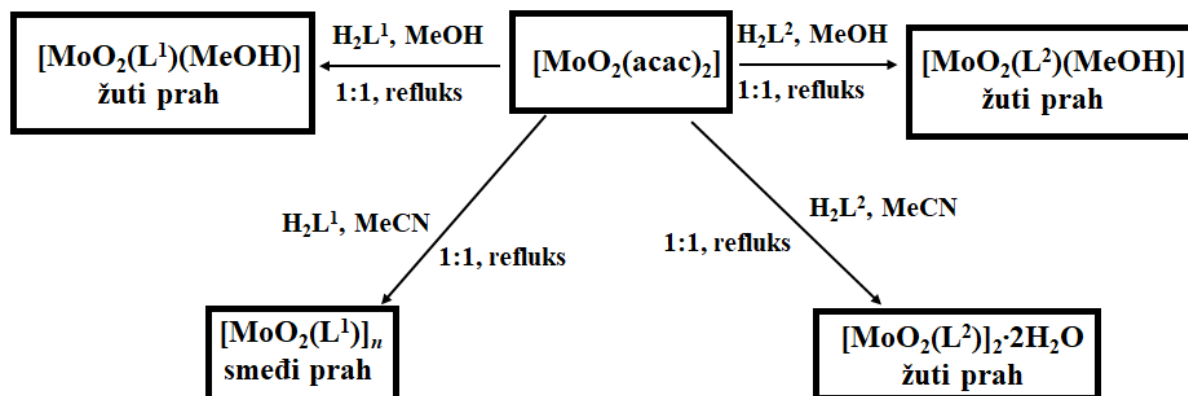 H₂L¹, MeOH
[MoO₂(L¹)(MeOH)]
žuti prah
1:1, refluks
[MoO₂(acac)₂]
H₂L², MeOH
1:1, refluks
[MoO₂(L²)(MeOH)]
žuti prah
H₂L¹, MeCN
1:1, refluks
H₂L², MeCN
1:1, refluks
[MoO₂(L¹)]ₙ
smeđi prah
[MoO₂(L²)]₂·2H₂O
žuti prah